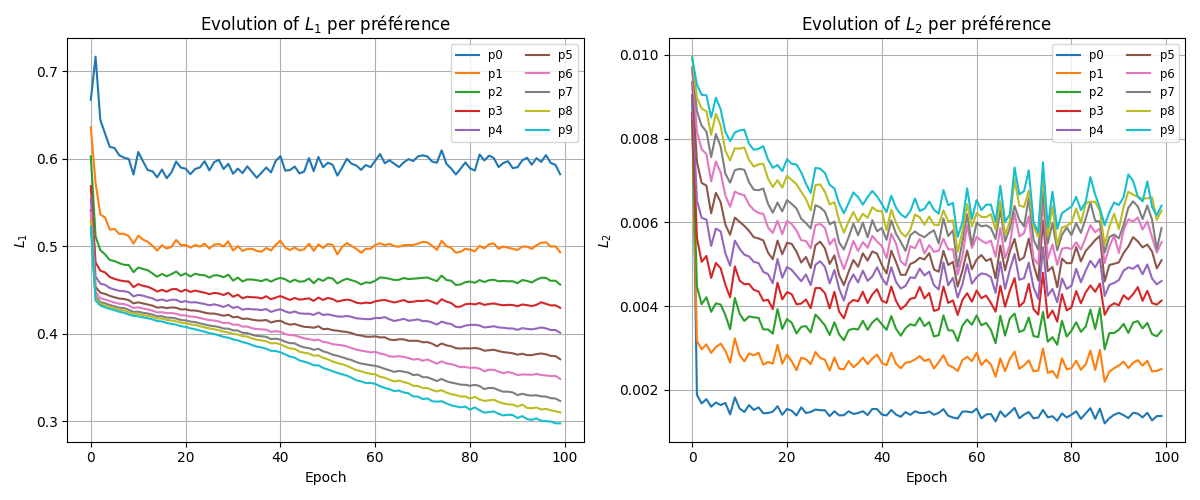 Evolution of L₁ per préférence
L₁
0.7
0.6
0.5
0.4
0.3
0 20 40 60 80 100
Epoch
p0 p5
p1 p6
p2 p7
p3 p8
p4 p9
Evolution of L₂ per préférence
L₂
0.010
0.008
0.006
0.004
0.002
0 20 40 60 80 100
Epoch
p0 p5
p1 p6
p2 p7
p3 p8
p4 p9